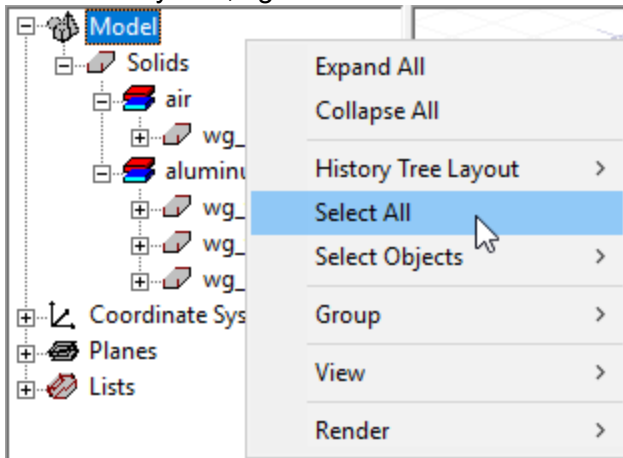 Model
Solids
air
wg_
aluminu
wg_
wg_
wg_
Coordinate Sys
Planes
Lists
Expand All
Collapse All
History Tree Layout
Select All
Select Objects
Group
View
Render